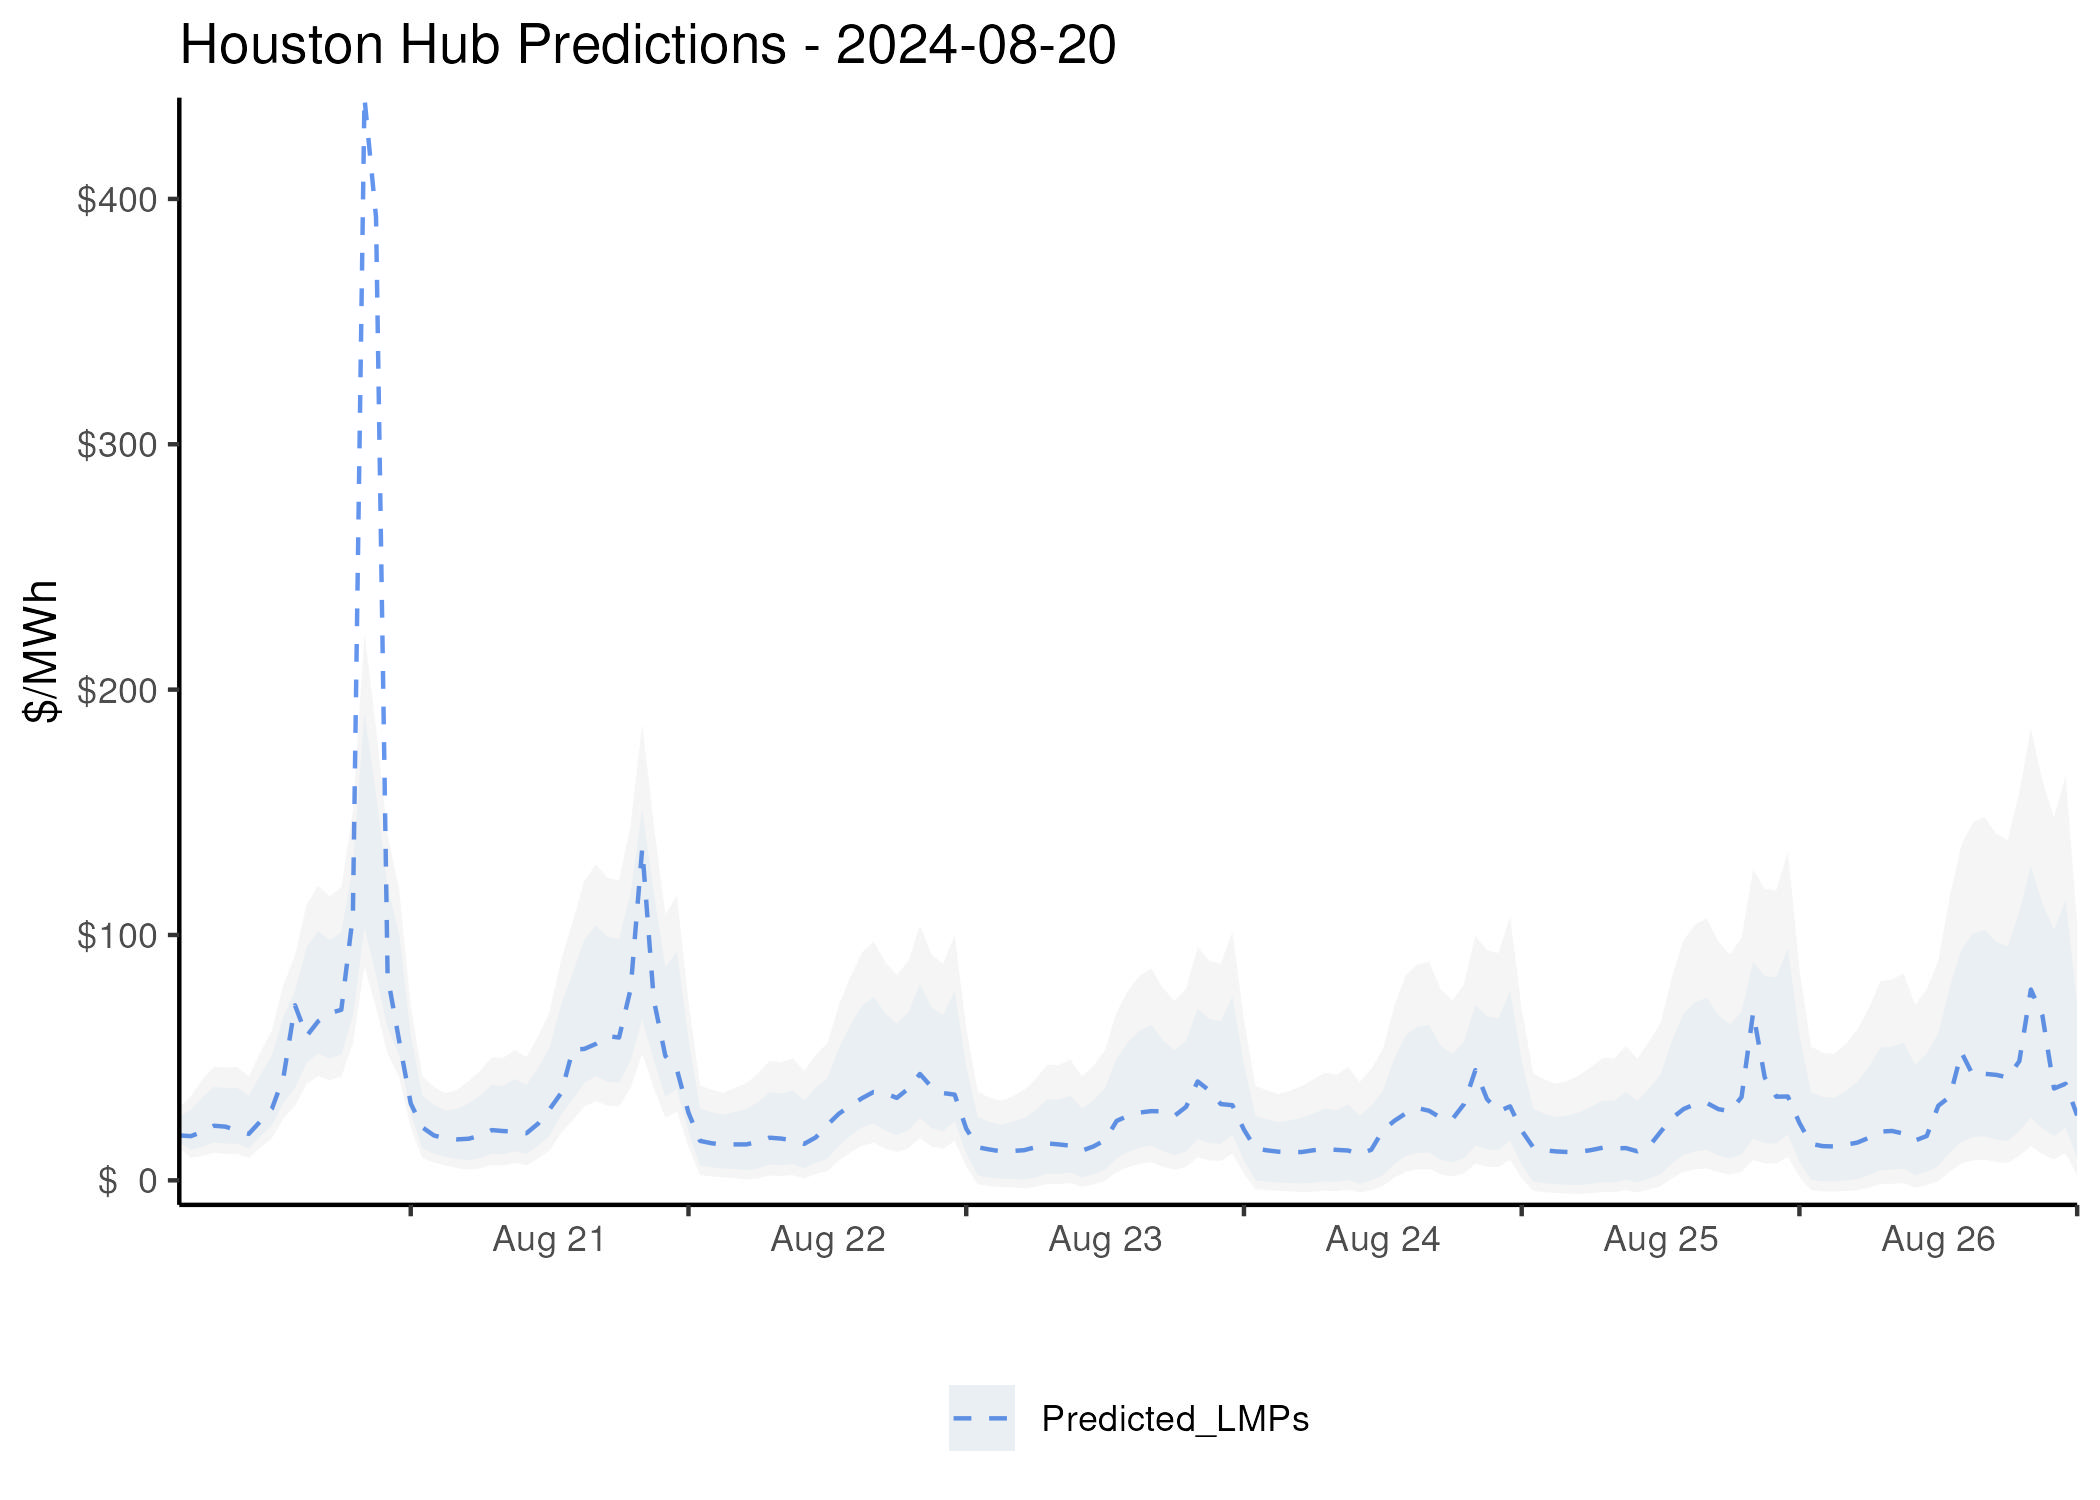 Houston Hub Predictions - 2024-08-20
$/MWh
$400
$300
$200
$100
$  0
Aug 21
Aug 22
Aug 23
Aug 24
Aug 25
Aug 26
Predicted_LMPs